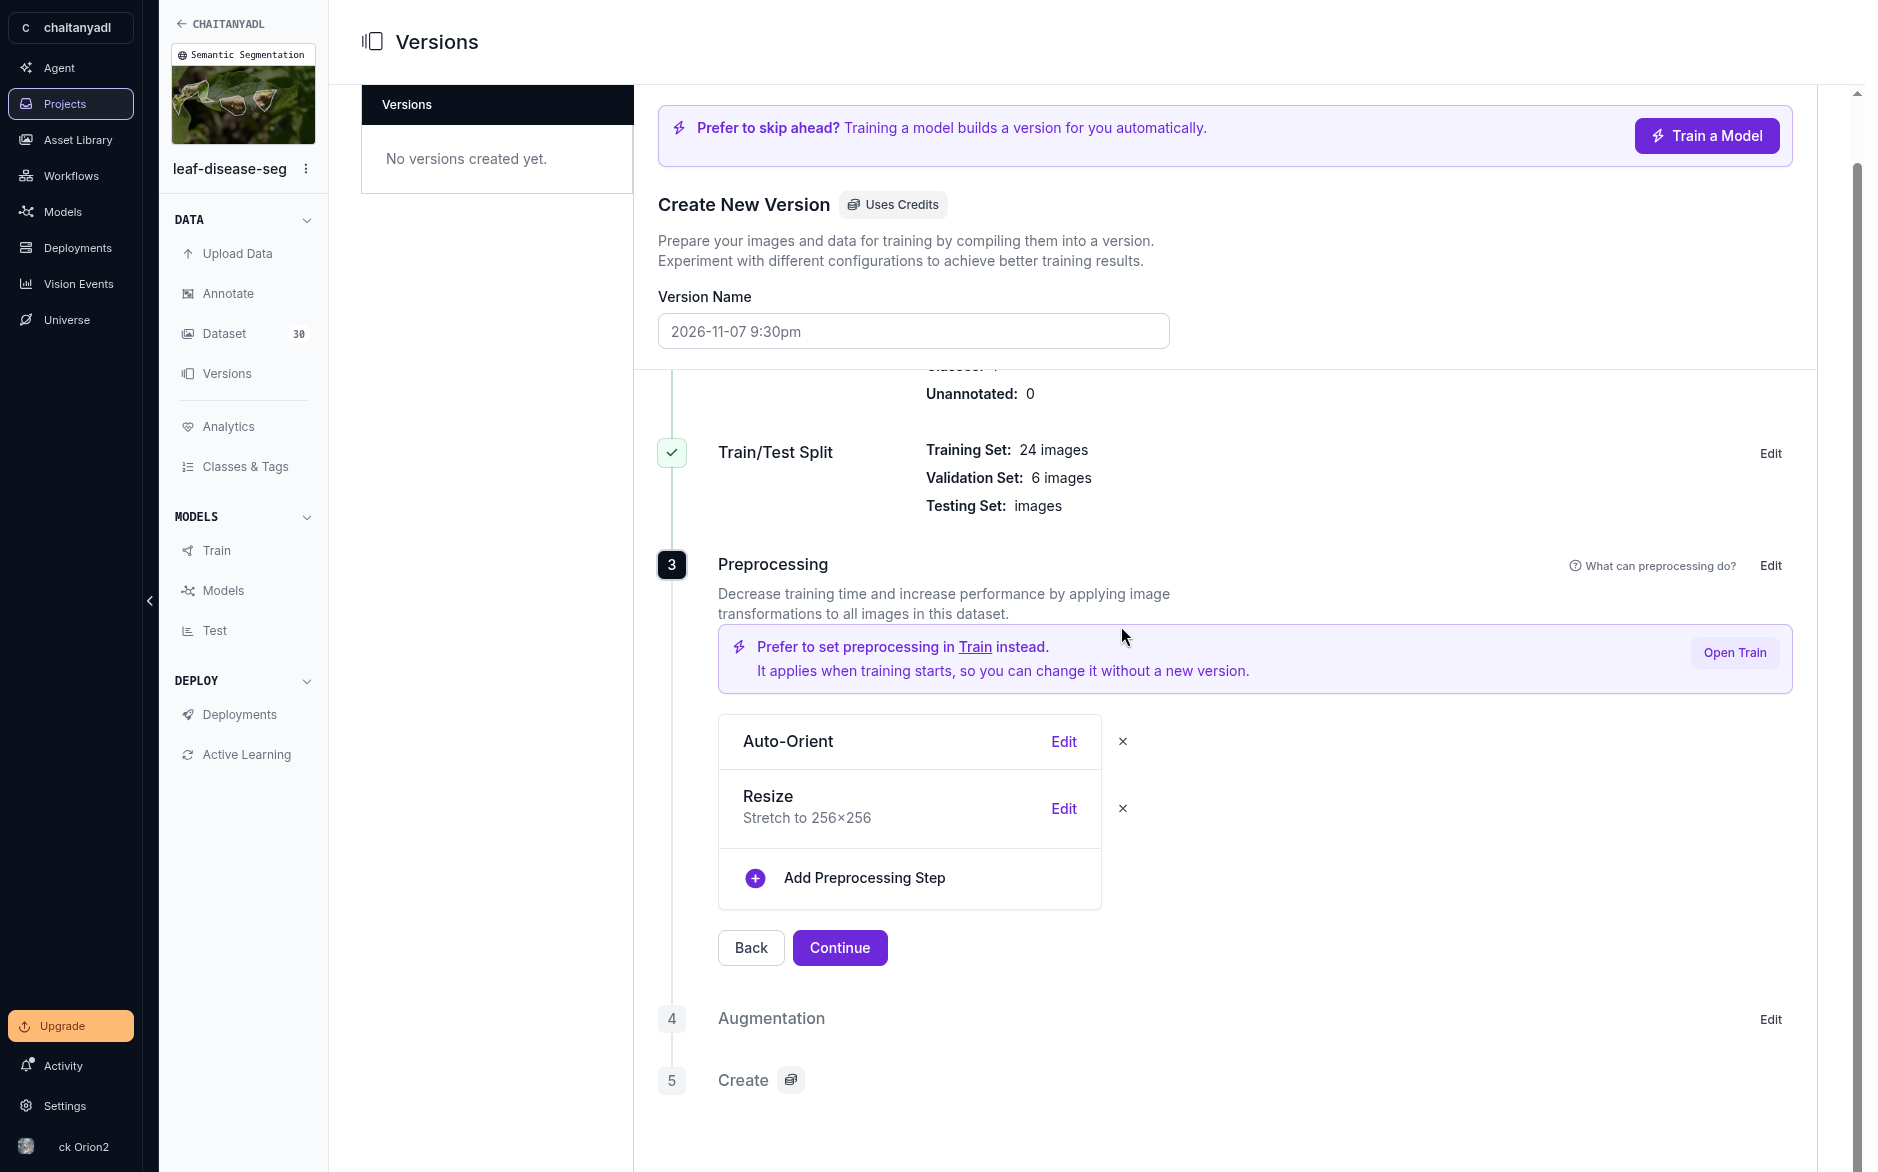 C chaitanyadl
Agent
Projects
Asset Library
Workflows
Models
Deployments
Vision Events
Universe
Upgrade
Activity
Settings
ck Orion2
CHAITANYADL
Semantic Segmentation
leaf-disease-seg
DATA
Upload Data
Annotate
Dataset 30
Versions
Analytics
Classes & Tags
MODELS
Train
Models
Test
DEPLOY
Deployments
Active Learning
Versions
Versions
No versions created yet.
Prefer to skip ahead? Training a model builds a version for you automatically.
Train a Model
Create New Version
Uses Credits
Prepare your images and data for training by compiling them into a version.
Experiment with different configurations to achieve better training results.
Version Name
2026-11-07 9:30pm
Unannotated: 0
Train/Test Split
Training Set: 24 images
Validation Set: 6 images
Testing Set: images
Edit
3
Preprocessing
What can preprocessing do?
Edit
Decrease training time and increase performance by applying image
transformations to all images in this dataset.
Prefer to set preprocessing in Train instead.
It applies when training starts, so you can change it without a new version.
Open Train
Auto-Orient
Edit
Resize
Stretch to 256×256
Edit
Add Preprocessing Step
Back
Continue
4
Augmentation
Edit
5
Create